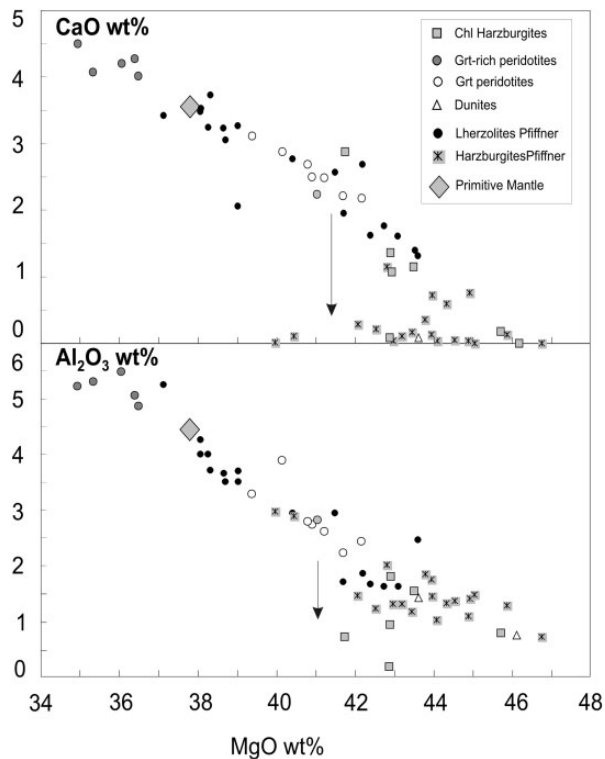 CaO wt%
5
4
3
2
1
0
Chl Harzburgites
Grt-rich peridotites
Grt peridotites
Dunites
Lherzolites Pfiffner
HarzburgitesPfiffner
Primitive Mantle
Al2O3 wt%
6
5
4
3
2
1
0
34 36 38 40 42 44 46 48
MgO wt%